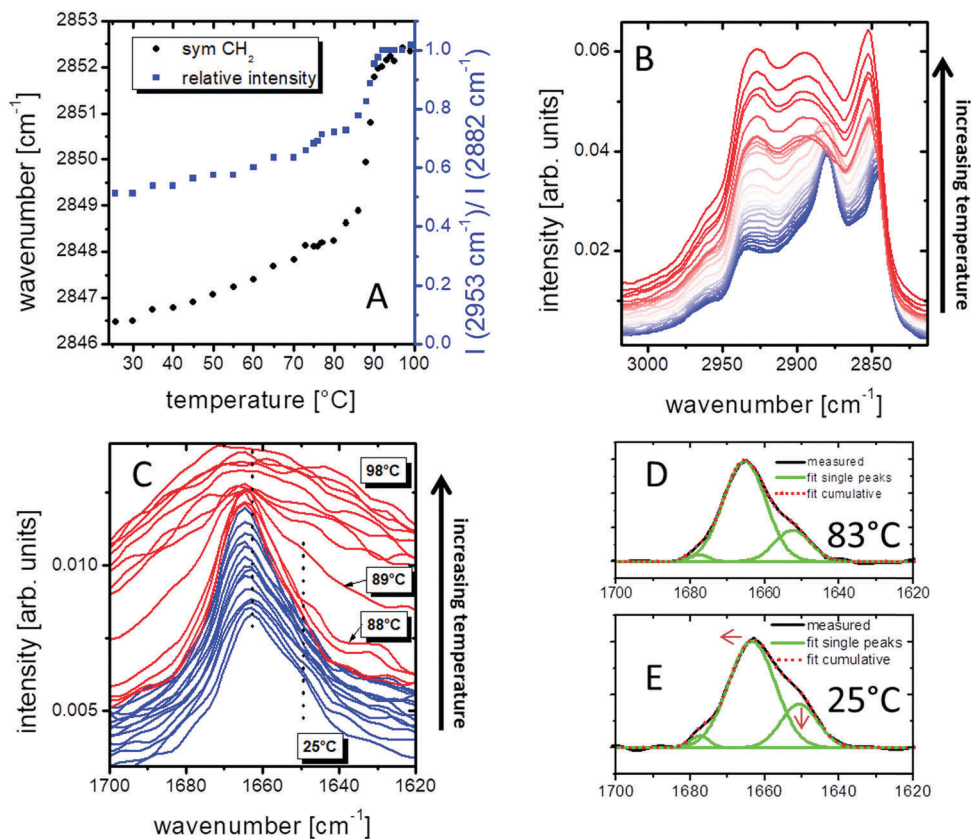 2853
2852
2851
2850
2849
2848
2847
2846
wavenumber [cm⁻¹]
sym CH₂
relative intensity
A
30 40 50 60 70 80 90 100
temperature [°C]
1.0
0.8
0.6
0.4
0.2
0.0
I (2953 cm⁻¹)/ I (2882 cm⁻¹)
B
0.06
0.04
0.02
intensity [arb. units]
3000 2950 2900 2850
wavenumber [cm⁻¹]
increasing temperature
C
98°C
89°C
88°C
25°C
0.010
0.005
intensity [arb. units]
1700 1680 1660 1640 1620
wavenumber [cm⁻¹]
increasing temperature
D
measured
fit single peaks
fit cumulative
83°C
1700 1680 1660 1640 1620
E
measured
fit single peaks
fit cumulative
25°C
1700 1680 1660 1640 1620